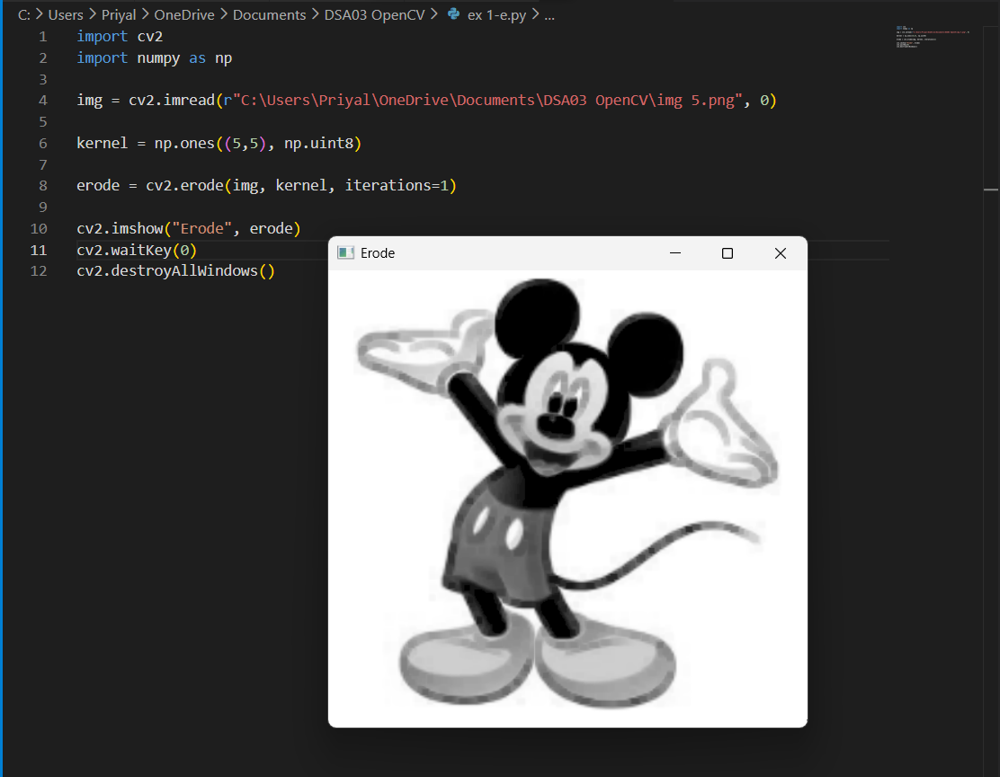 C: > Users > Priyal > OneDrive > Documents > DSA03 OpenCV > ex 1-e.py > ...
1 import cv2
2 import numpy as np
3
4 img = cv2.imread(r"C:\Users\Priyal\OneDrive\Documents\DSA03 OpenCV\img 5.png", 0)
5
6 kernel = np.ones((5,5), np.uint8)
7
8 erode = cv2.erode(img, kernel, iterations=1)
9
10 cv2.imshow("Erode", erode)
11 cv2.waitKey(0)
12 cv2.destroyAllWindows()
Erode